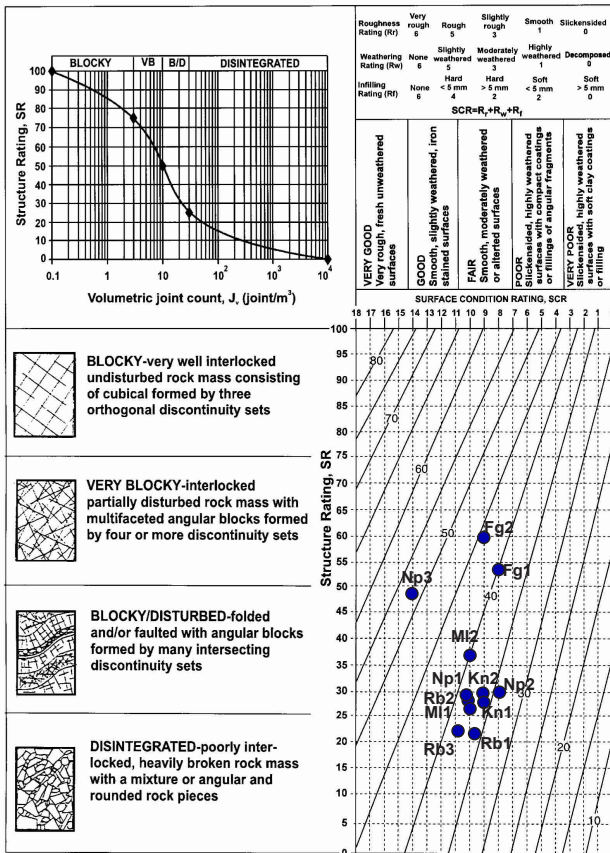 BLOCKY VB B/D DISINTEGRATED
Structure Rating, SR
100
90
80
70
60
50
40
30
20
10
0
0.1 1 10 10² 10³ 10⁴
Volumetric joint count, Jᵥ (joint/m³)
Roughness Rating (Rr) Very rough 6 Rough 5 Slightly rough 3 Smooth 1 Slickensided 0
Weathering Rating (Rw) None 6 Slightly weathered 5 Moderately weathered 3 Highly weathered 1 Decomposed 0
Infilling Rating (Rf) None 6 Hard < 5 mm 4 Hard > 5 mm 2 Soft < 5 mm 2 Soft > 5 mm 0
SCR=Rr+Rw+Rf
VERY GOOD
Very rough, fresh unweathered
surfaces
GOOD
Smooth, slightly weathered, iron
stained surfaces
FAIR
Smooth, moderately weathered
or alterted surfaces
POOR
Slickensided, highly weathered
surfaces with compact coatings
or fillings of angular fragments
VERY POOR
Slickensided, highly weathered
surfaces with soft clay coatings
or filling
BLOCKY-very well interlocked
undisturbed rock mass consisting
of cubical formed by three
orthogonal discontinuity sets
VERY BLOCKY-interlocked
partially disturbed rock mass with
multifaceted angular blocks formed
by four or more discontinuity sets
BLOCKY/DISTURBED-folded
and/or faulted with angular blocks
formed by many intersecting
discontinuity sets
DISINTEGRATED-poorly inter-
locked, heavily broken rock mass
with a mixture or angular and
rounded rock pieces
SURFACE CONDITION RATING, SCR
18 17 16 15 14 13 12 11 10 9 8 7 6 5 4 3 2 1
Structure Rating, SR
100
95
90
85
80
75
70
65
60
55
50
45
40
35
30
25
20
15
10
5
0
80
70
60
50
40
30
20
10
Fg2
Fg1
Np3
Ml2
Np1 Kn2 Np2
Rb2
Ml1 Kn1
Rb3 Rb1